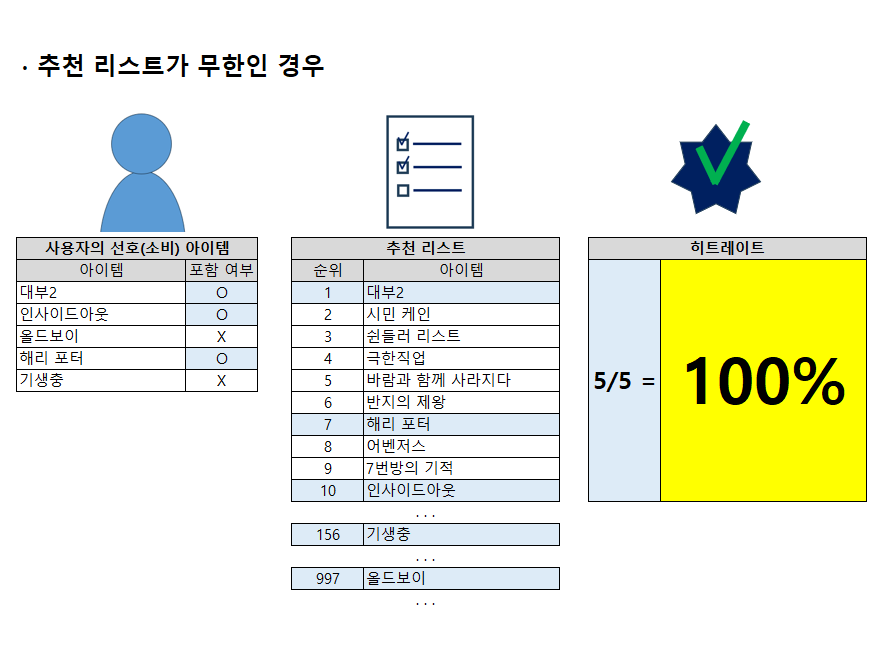 · 추천 리스트가 무한인 경우
사용자의 선호(소비) 아이템
아이템 포함 여부
대부2 O
인사이드아웃 O
올드보이 X
해리 포터 O
기생충 X
추천 리스트
순위 아이템
1 대부2
2 시민 케인
3 쉰들러 리스트
4 극한직업
5 바람과 함께 사라지다
6 반지의 제왕
7 해리 포터
8 어벤저스
9 7번방의 기적
10 인사이드아웃
...
156 기생충
...
997 올드보이
...
히트레이트
5/5 = 100%